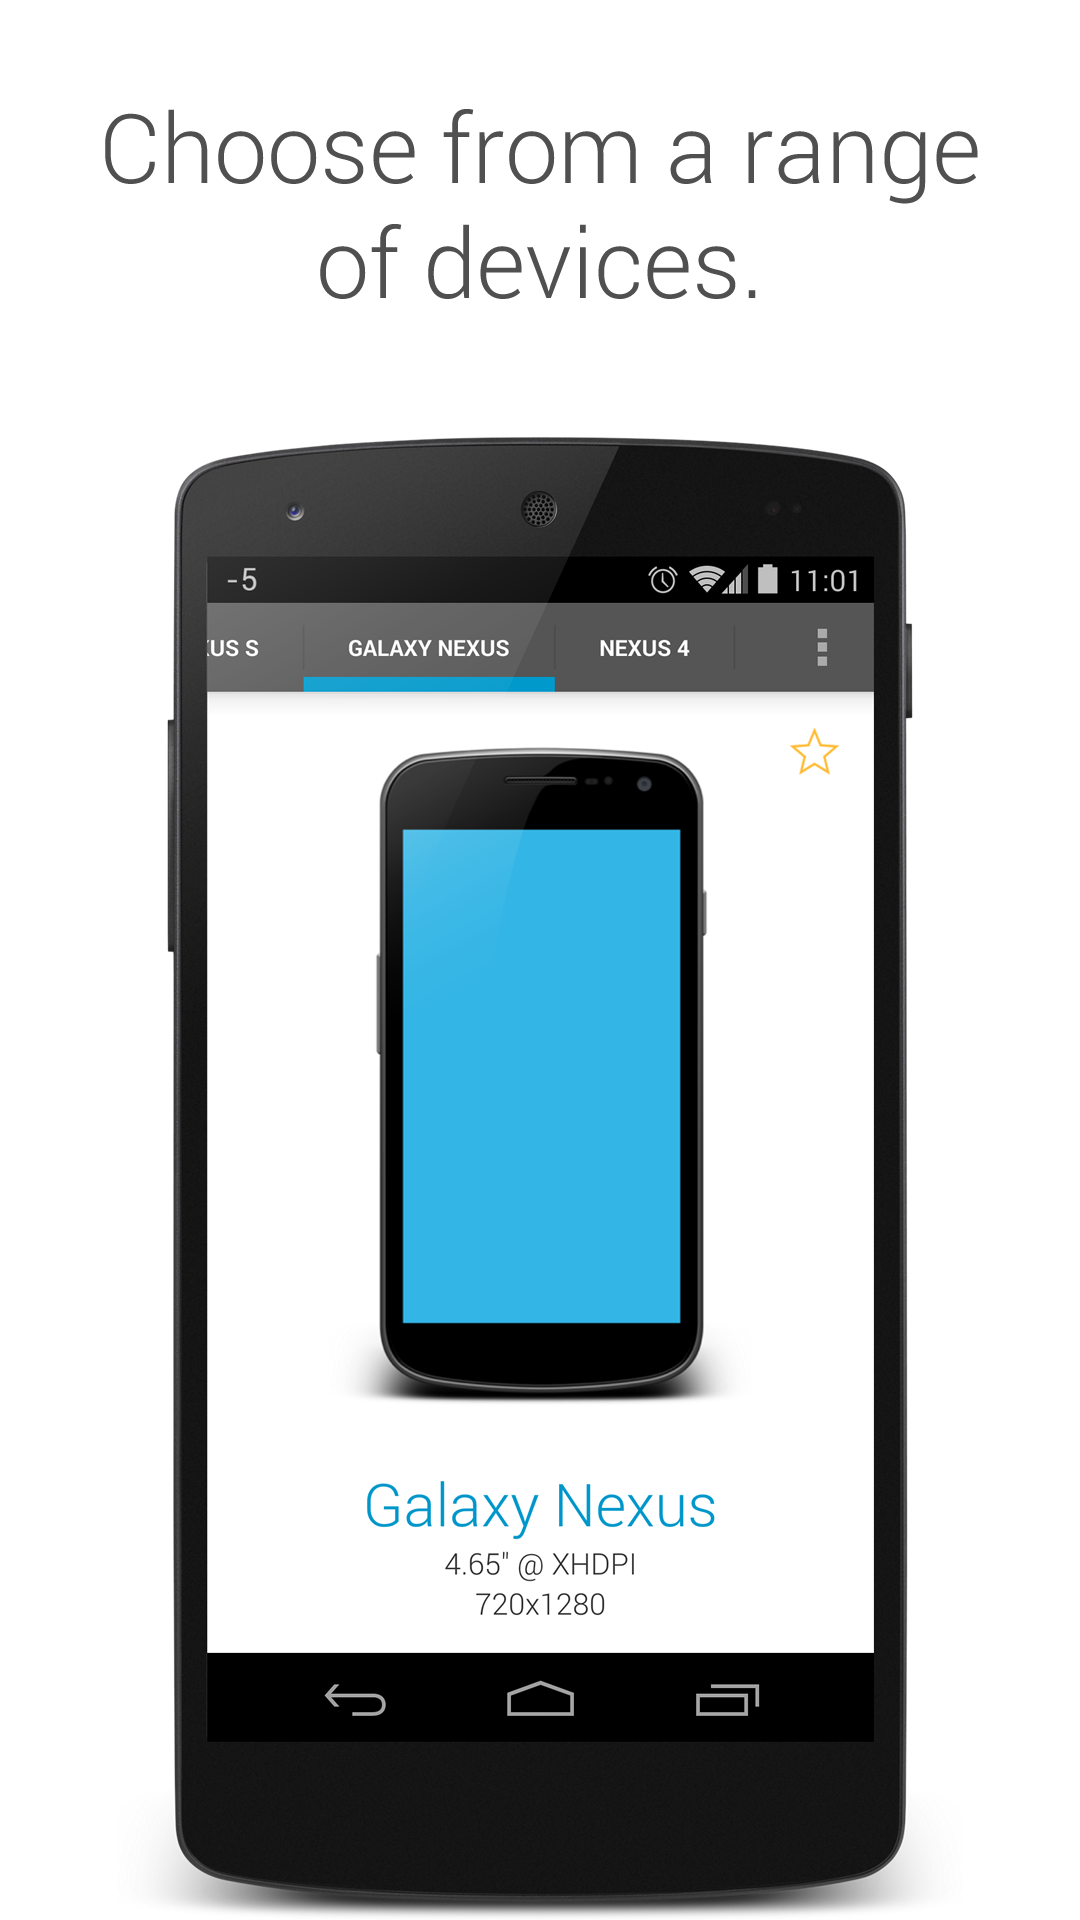 Choose from a range
of devices.
-5 11:01
US S GALAXY NEXUS NEXUS 4
Galaxy Nexus
4.65" @ XHDPI
720x1280